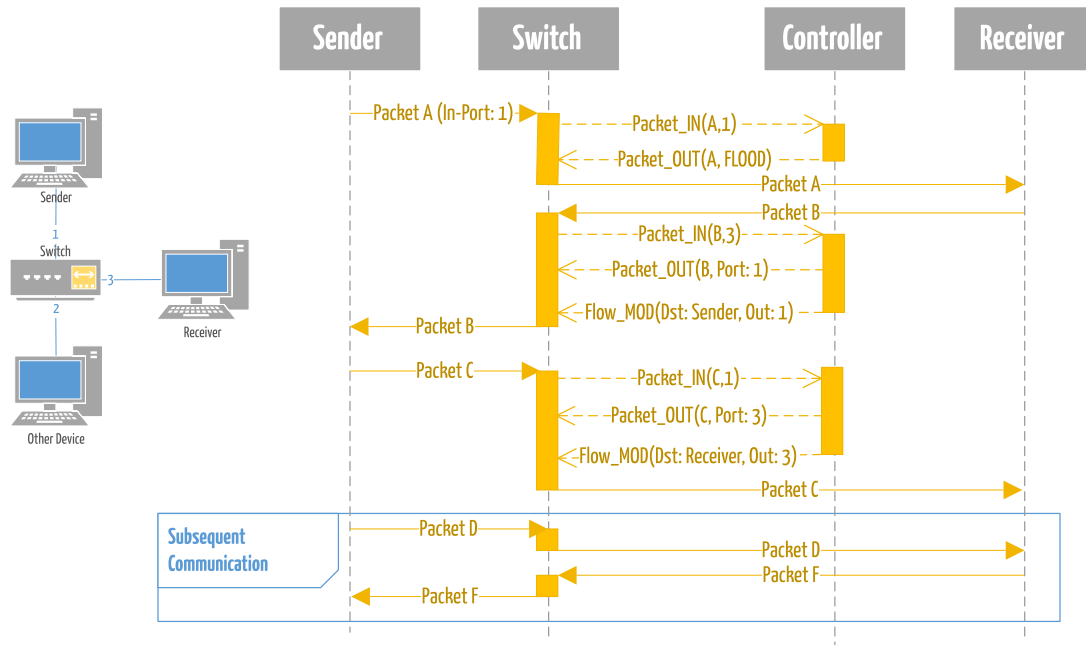 Sender
Switch
Controller
Receiver
Packet A (In-Port: 1)
Packet_IN(A,1)
Packet_OUT(A, FLOOD)
Packet A
Packet B
Packet_IN(B,3)
Packet_OUT(B, Port: 1)
Flow_MOD(Dst: Sender, Out: 1)
Packet B
Packet C
Packet_IN(C,1)
Packet_OUT(C, Port: 3)
Flow_MOD(Dst: Receiver, Out: 3)
Packet C
Subsequent
Communication
Packet D
Packet D
Packet F
Packet F
Sender
1
Switch
3
2
Receiver
Other Device